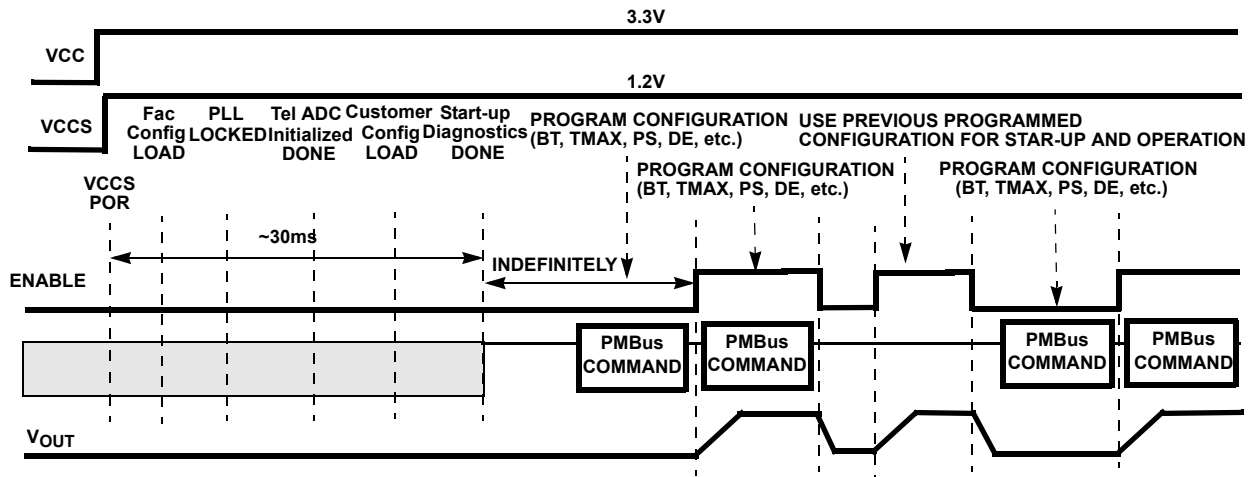 3.3V
VCC
1.2V
VCCS
Fac
Config
LOAD
PLL
LOCKED
Tel ADC
Initialized
DONE
Customer
Config
LOAD
Start-up
Diagnostics
DONE
PROGRAM CONFIGURATION
(BT, TMAX, PS, DE, etc.)
USE PREVIOUS PROGRAMMED
CONFIGURATION FOR START-UP AND OPERATION
PROGRAM CONFIGURATION
(BT, TMAX, PS, DE, etc.)
PROGRAM CONFIGURATION
(BT, TMAX, PS, DE, etc.)
VCCS
POR
~30ms
INDEFINITELY
ENABLE
PMBus
COMMAND
PMBus
COMMAND
PMBus
COMMAND
PMBus
COMMAND
VOUT